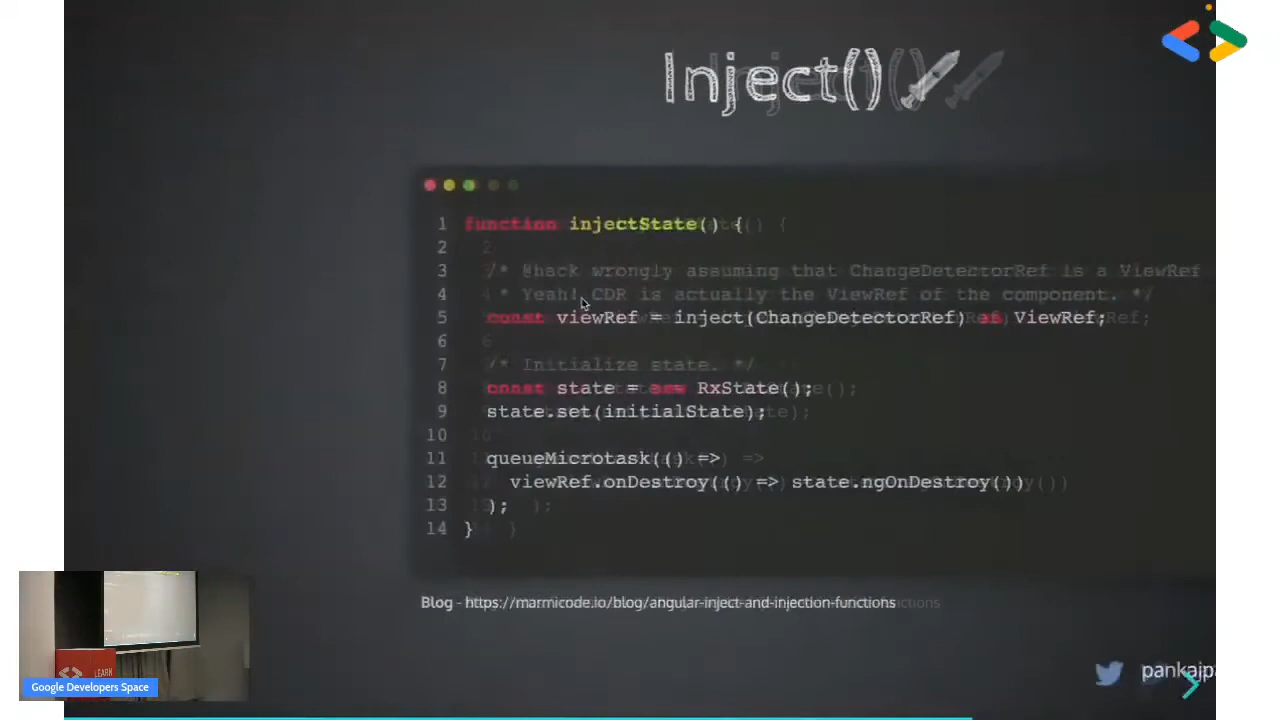 Inject()
1 function injectState() {
2
3 /* @hack wrongly assuming that ChangeDetectorRef is a ViewRef
4 * Yeah! CDR is actually the ViewRef of the component. */
5 const viewRef = inject(ChangeDetectorRef) as ViewRef;
6
7 /* Initialize state. */
8 const state = new RxState();
9 state.set(initialState);
10
11 queueMicrotask(() =>
12 viewRef.onDestroy(() => state.ngOnDestroy())
13 );
14 }
Blog - https://marmicode.io/blog/angular-inject-and-injection-functions
pankajpa
LEARN
Google Developers Space